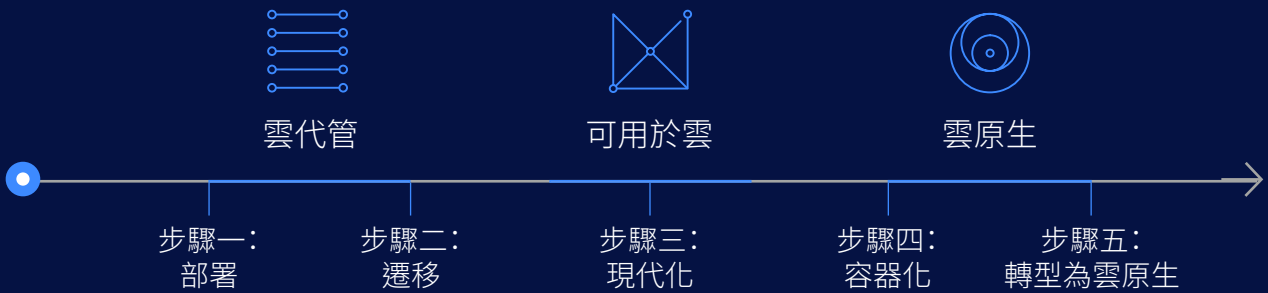 雲代管
可用於雲
雲原生
步驟一：
部署
步驟二：
遷移
步驟三：
現代化
步驟四：
容器化
步驟五：
轉型為雲原生